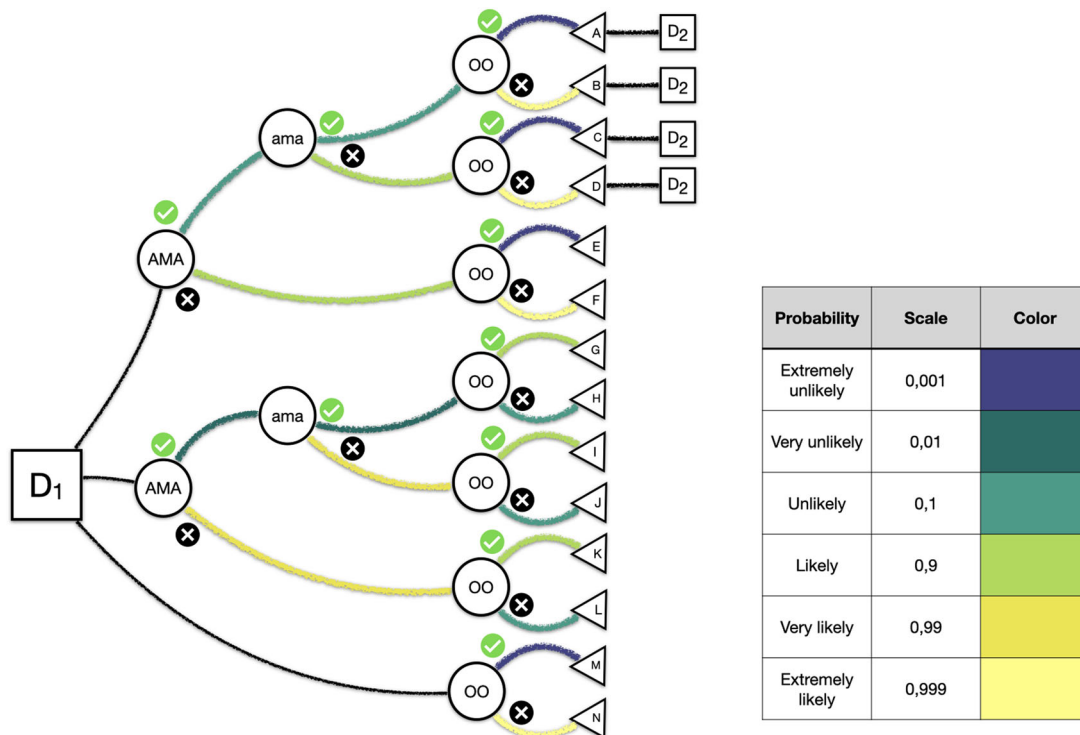 A
D2
OO
B
D2
ama
C
D2
OO
D
D2
AMA
E
OO
F
G
OO
H
ama
I
OO
J
D1
AMA
K
OO
L
M
OO
N
Probability Scale Color
Extremely
unlikely
0,001
Very unlikely 0,01
Unlikely 0,1
Likely 0,9
Very likely 0,99
Extremely
likely
0,999